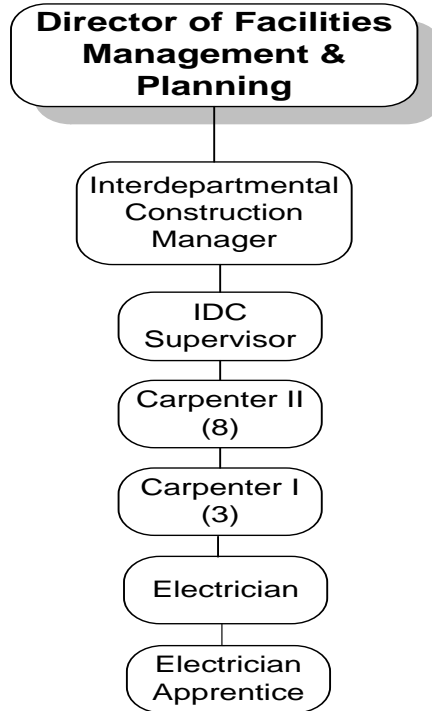 Director of Facilities
Management &
Planning
Interdepartmental
Construction
Manager
IDC
Supervisor
Carpenter II
(8)
Carpenter I
(3)
Electrician
Electrician
Apprentice